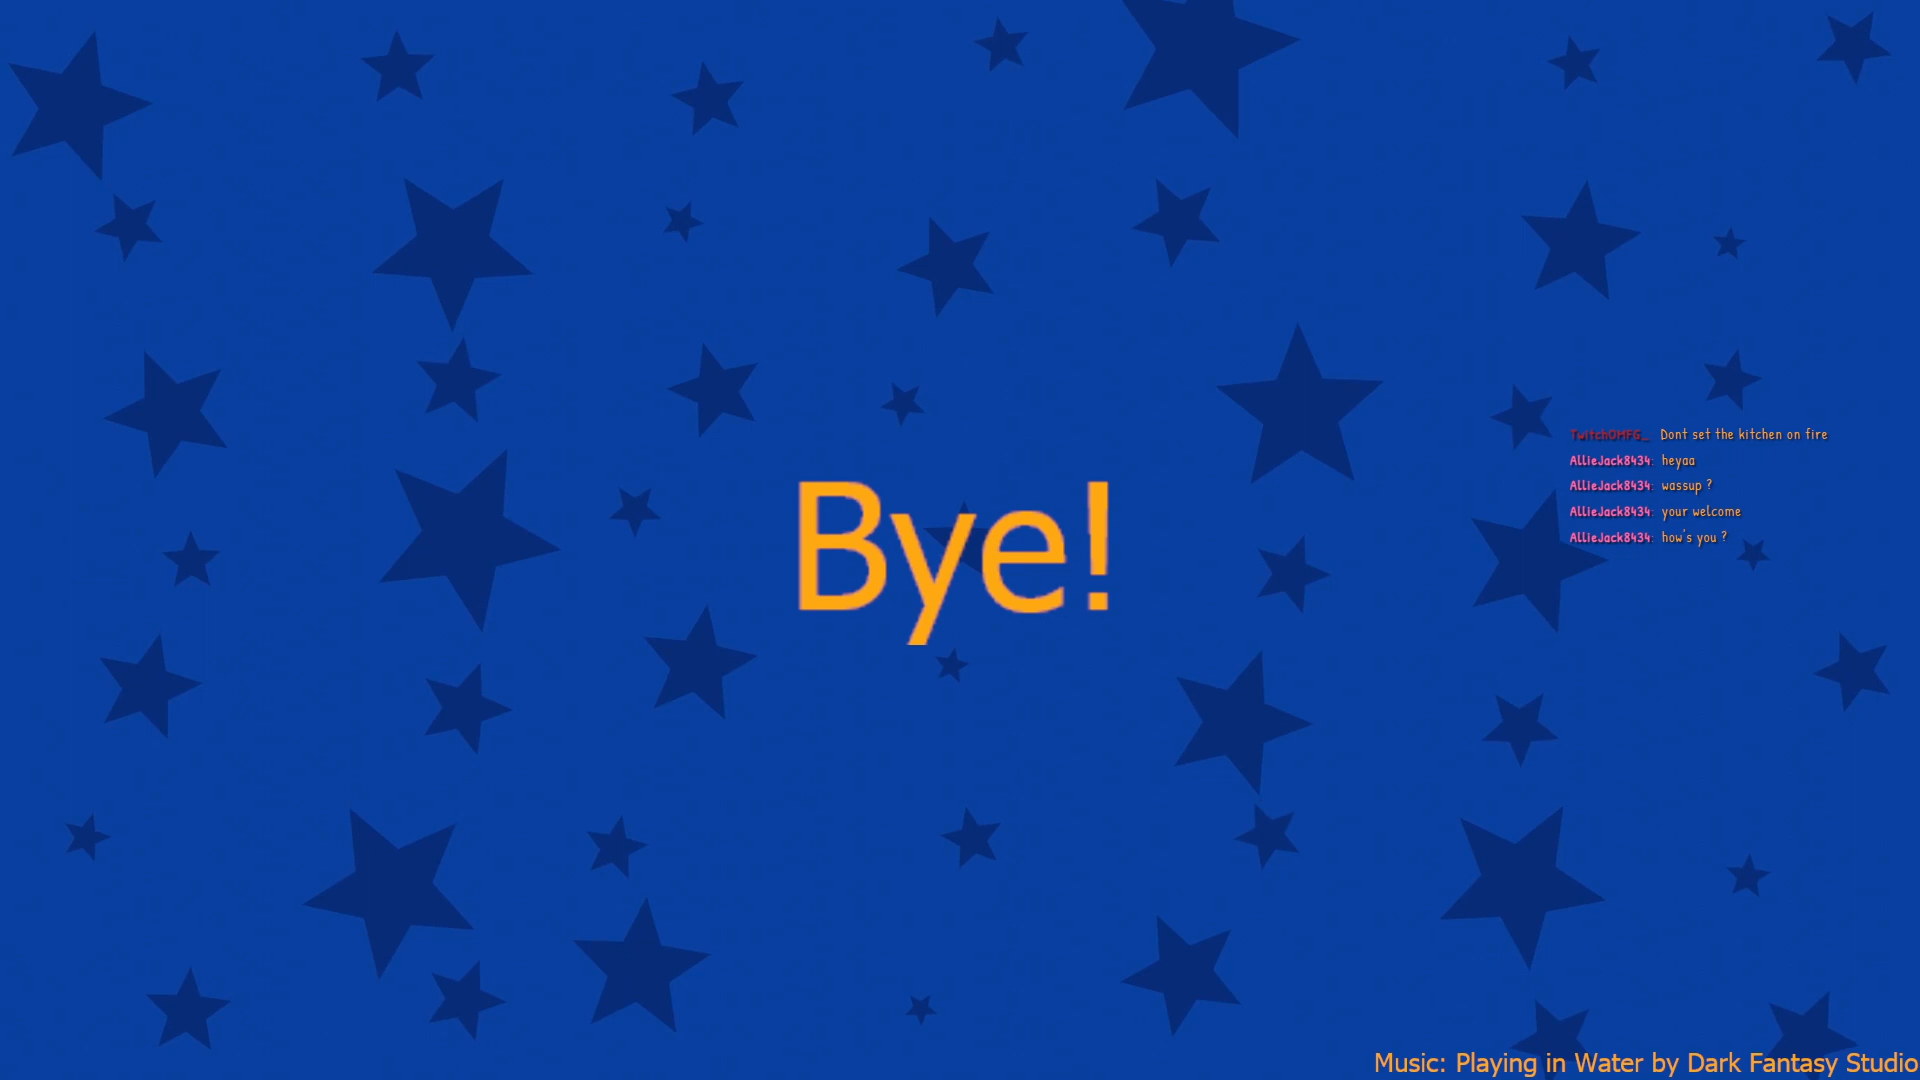 TwitchOMFG_ Dont set the kitchen on fire
AllieJack8434: heyaa
AllieJack8434: wassup ?
AllieJack8434: your welcome
AllieJack8434: how's you ?
Bye!
Music: Playing in Water by Dark Fantasy Studio